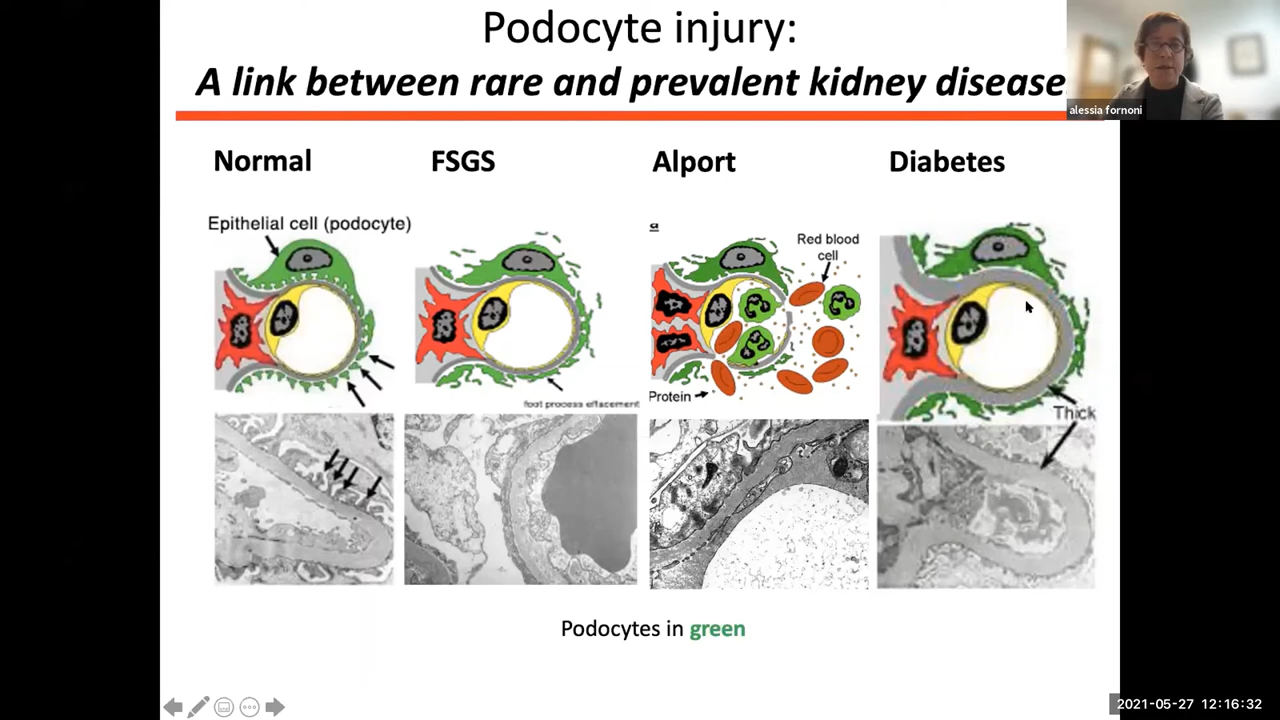 Podocyte injury:
A link between rare and prevalent kidney disease
alessia fornoni
Normal
FSGS
Alport
Diabetes
Epithelial cell (podocyte)
foot process effacement
a
Red blood
cell
Protein
Thick
Podocytes in green
2021-05-27 12:16:32